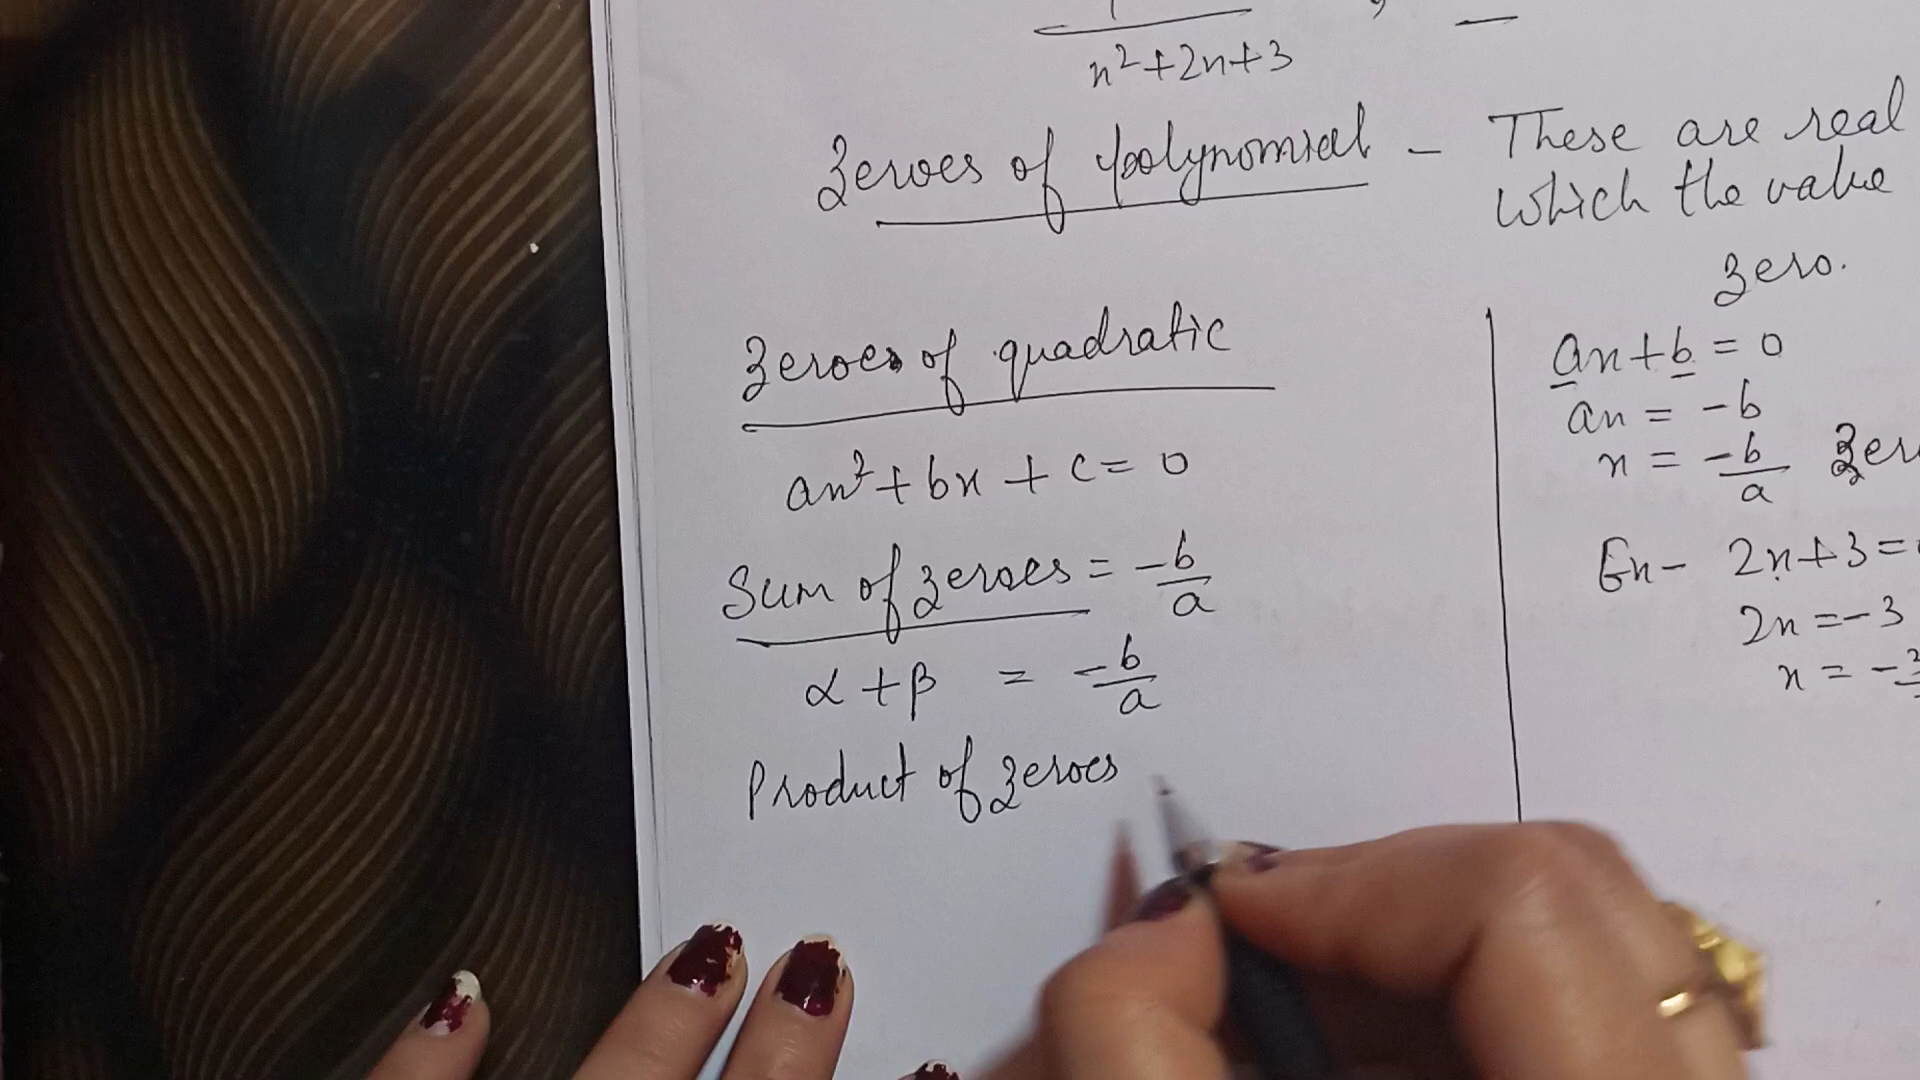 x²+2x+3
Zeroes of polynomial - These are real
which the value
zero.
Zeroes of quadratic
ax²+bx+c=0
Sum of zeroes = -b/a
α+β = -b/a
Product of zeroes
ax+b=0
ax = -b
x = -b/a
Ex- 2x+3=
2x=-3
x = -